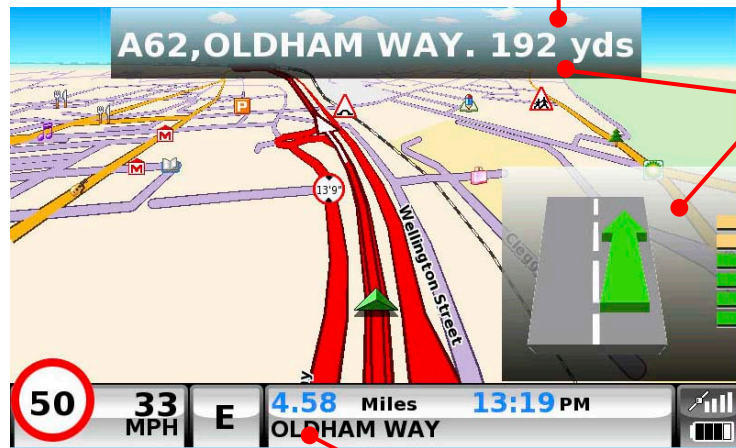 A62,OLDHAM WAY. 192 yds
P
M
M
13'9"
Wellington Street
50
33
MPH
E
4.58 Miles 13:19 PM
OLDHAM WAY